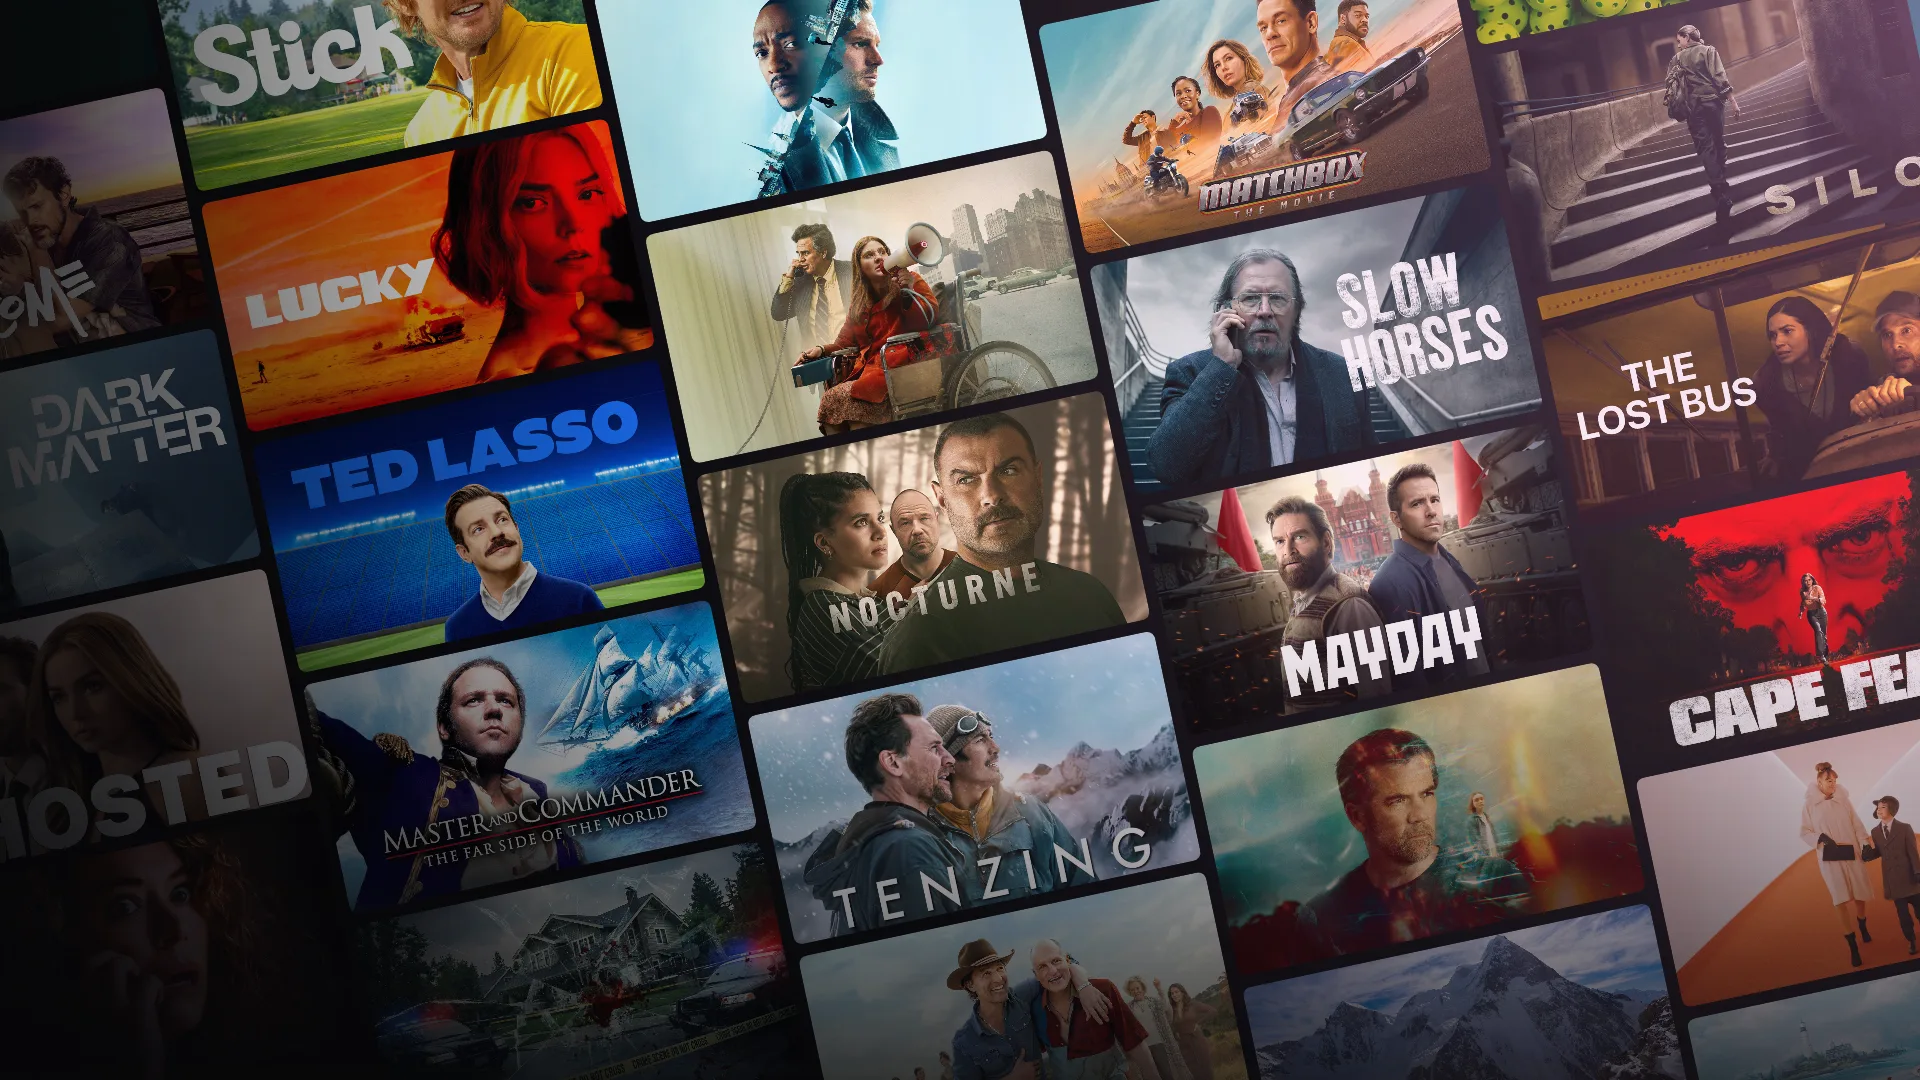 Stick
LUCKY
DARK
MATTER
TED LASSO
HOSTED
MASTER AND COMMANDER
THE FAR SIDE OF THE WORLD
NOCTURNE
TENZING
MATCHBOX
THE MOVIE
SLOW
HORSES
MAYDAY
SILO
THE
LOST BUS
CAPE FEA